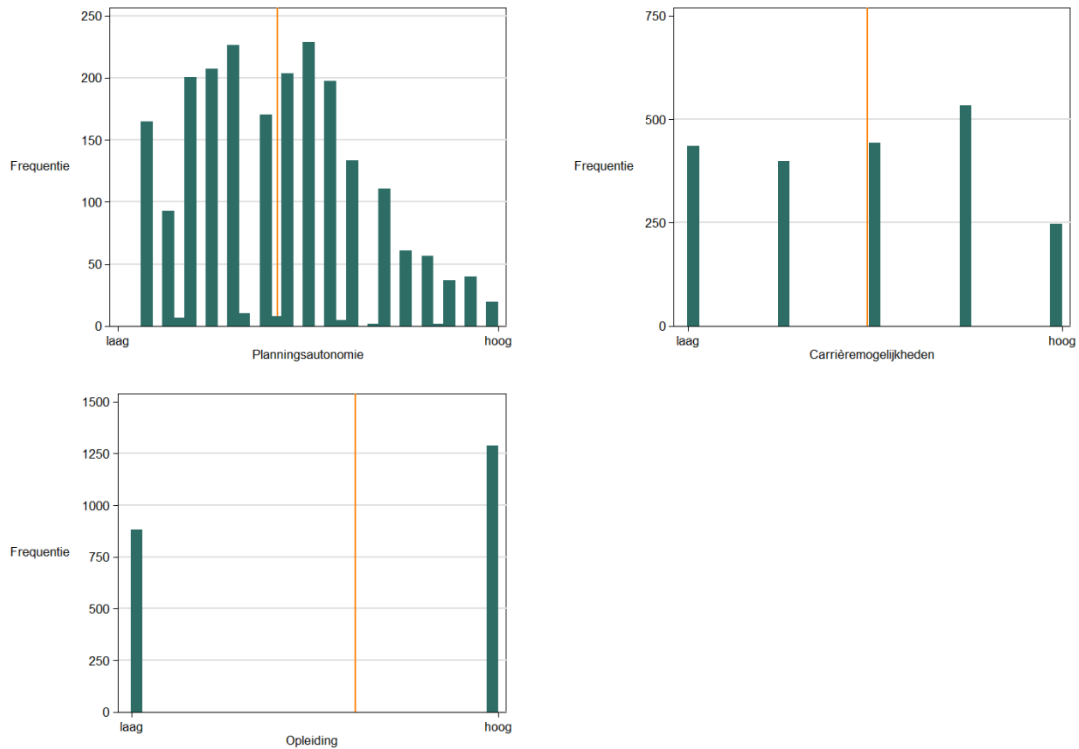 250
200
150
100
50
0
Frequentie
laag
hoog
Planningsautonomie
750
500
250
0
Frequentie
laag
hoog
Carrièremogelijkheden
1500
1250
1000
750
500
250
0
Frequentie
laag
hoog
Opleiding